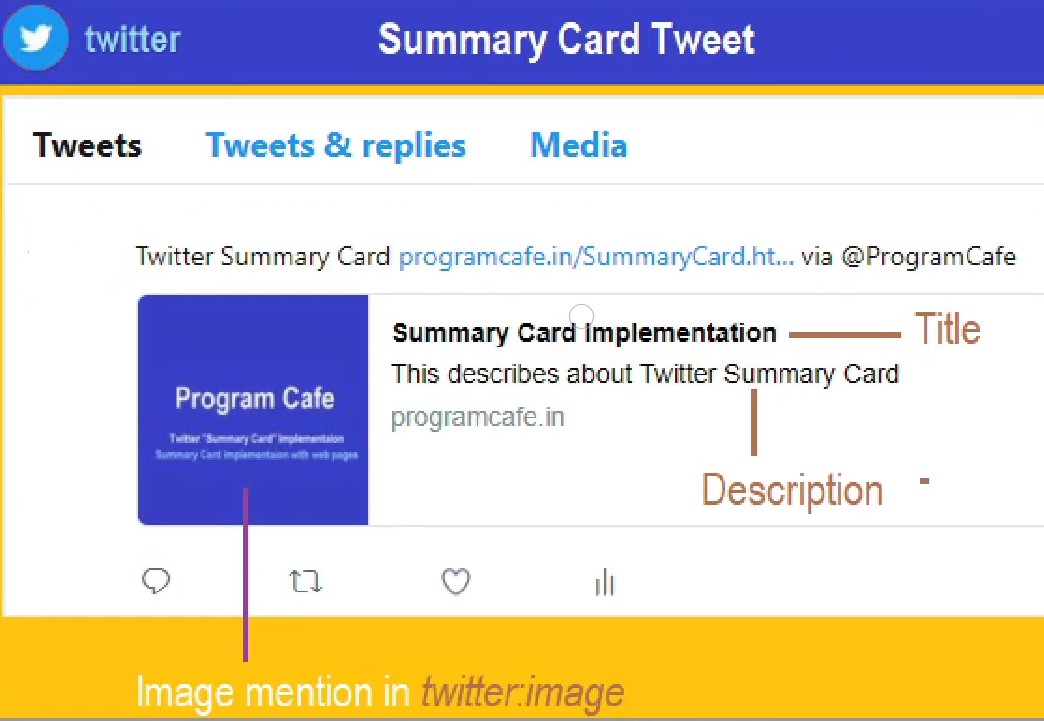 twitter
Summary Card Tweet
Tweets Tweets & replies Media
Twitter Summary Card programcafe.in/SummaryCard.ht... via @ProgramCafe
Summary Card Implementation
Title
This describes about Twitter Summary Card
programcafe.in
Program Cafe
Twitter "Summary Card" Implementaion
Summary Card implementaion with web pages
Description
Image mention in twitter:image